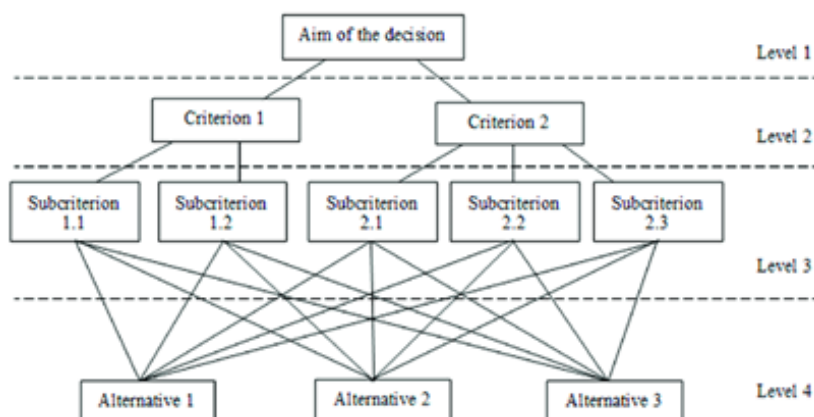 Aim of the decision
Level 1
Criterion 1
Criterion 2
Level 2
Subcriterion
1.1
Subcriterion
1.2
Subcriterion
2.1
Subcriterion
2.2
Subcriterion
2.3
Level 3
Alternative 1
Alternative 2
Alternative 3
Level 4